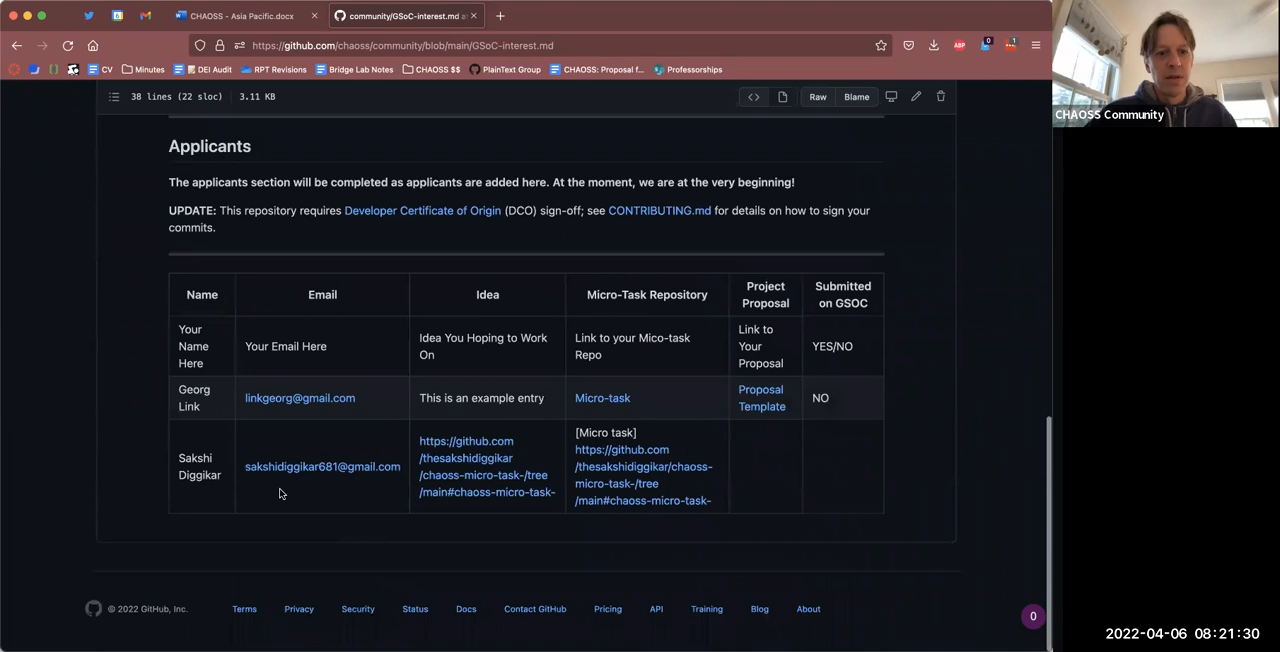 CHAOSS - Asia Pacific.docx
community/GSoC-interest.md a
https://github.com/chaoss/community/blob/main/GSoC-interest.md
ABP
0
1
CV
Minutes
DEI Audit
RPT Revisions
Bridge Lab Notes
CHAOSS $$
PlainText Group
CHAOSS: Proposal f...
Professorships
CHAOSS Community
38 lines (22 sloc)
3.11 KB
Raw
Blame
Applicants
The applicants section will be completed as applicants are added here. At the moment, we are at the very beginning!
UPDATE: This repository requires Developer Certificate of Origin (DCO) sign-off; see CONTRIBUTING.md for details on how to sign your
commits.
Name
Email
Idea
Micro-Task Repository
Project
Proposal
Submitted
on GSOC
Your
Name
Here
Your Email Here
Idea You Hoping to Work
On
Link to your Mico-task
Repo
Link to
Your
Proposal
YES/NO
Georg
Link
linkgeorg@gmail.com
This is an example entry
Micro-task
Proposal
Template
NO
Sakshi
Diggikar
sakshidiggikar681@gmail.com
https://github.com
/thesakshidiggikar
/chaoss-micro-task-/tree
/main#chaoss-micro-task-
[Micro task]
https://github.com
/thesakshidiggikar/chaoss-
micro-task-/tree
/main#chaoss-micro-task-
© 2022 GitHub, Inc.
Terms
Privacy
Security
Status
Docs
Contact GitHub
Pricing
API
Training
Blog
About
0
2022-04-06 08:21:30